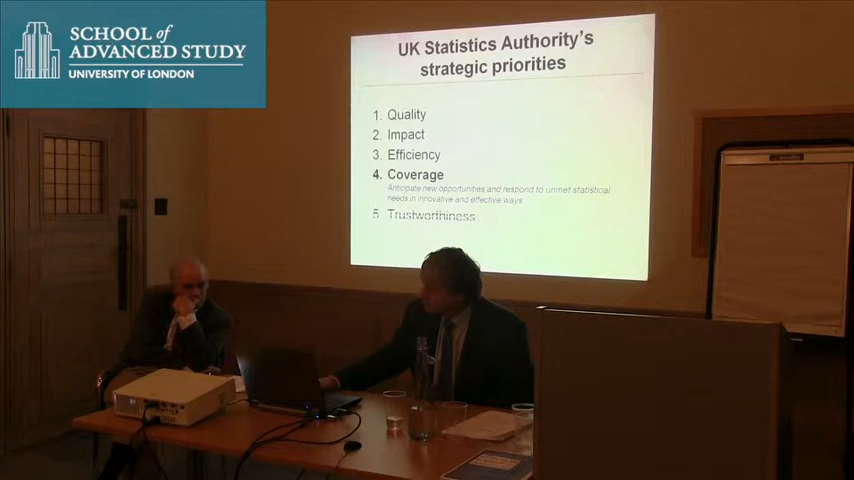 SCHOOL of
ADVANCED STUDY
UNIVERSITY OF LONDON
UK Statistics Authority's
strategic priorities
1. Quality
2. Impact
3. Efficiency
4. Coverage
Anticipate new opportunities and respond to unmet statistical
needs in innovative and effective ways
5 Trustworthiness